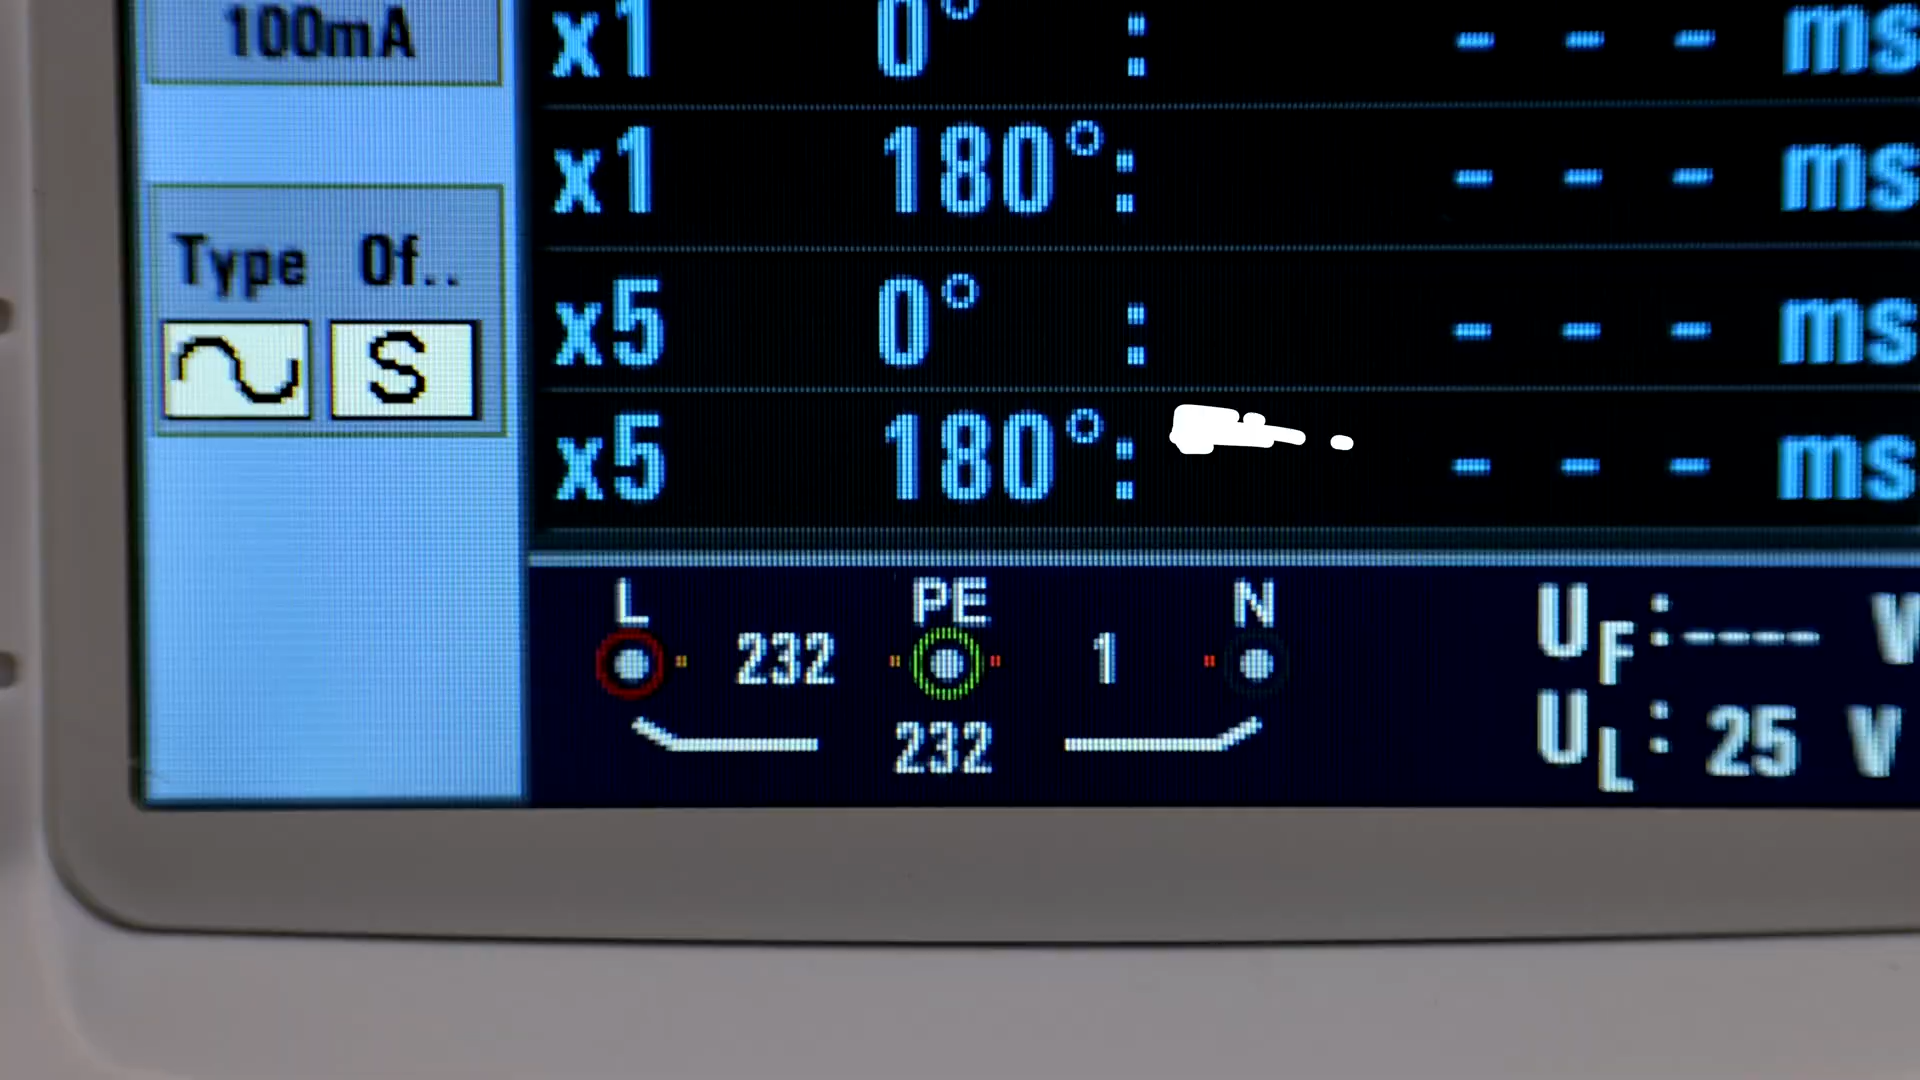 100mA
x1 0° : - - - ms
x1 180°: - - - ms
Type Of..
S
x5 0° : - - - ms
x5 180°: - - - ms
L PE N
232 1
232
UF:---- V
UL: 25 V